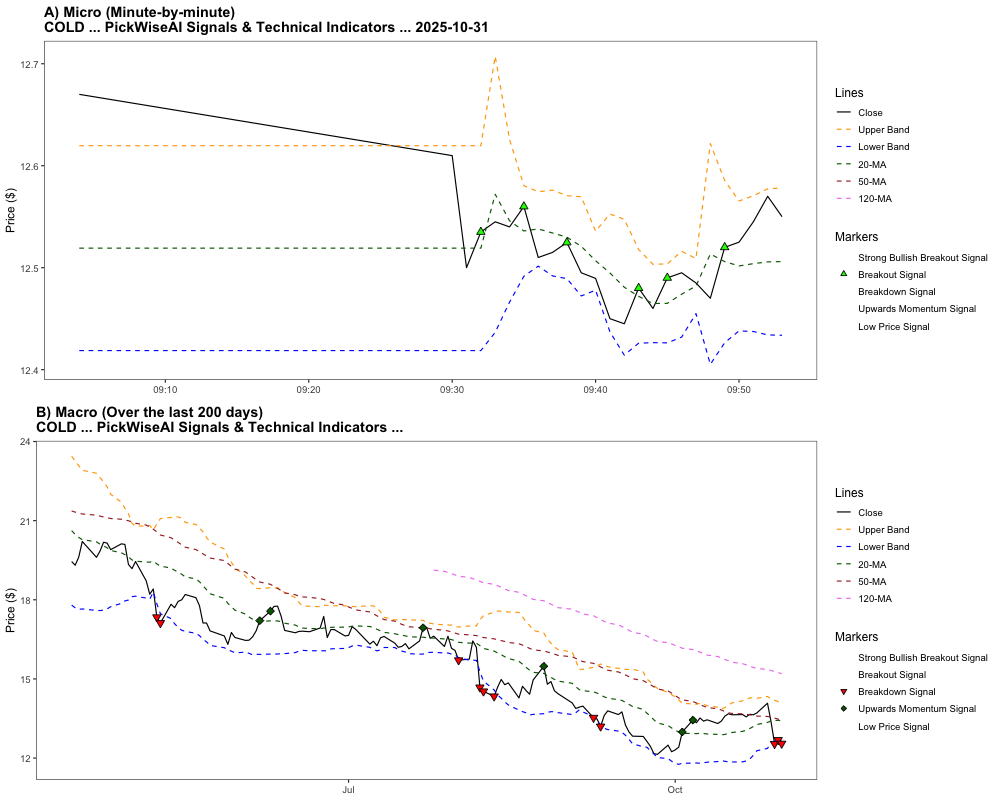 A) Micro (Minute-by-minute)
COLD ... PickWiseAI Signals & Technical Indicators ... 2025-10-31
12.7
12.6
12.5
12.4
Price ($)
09:10
09:20
09:30
09:40
09:50
Lines
Close
Upper Band
Lower Band
20-MA
50-MA
120-MA
Markers
Strong Bullish Breakout Signal
Breakout Signal
Breakdown Signal
Upwards Momentum Signal
Low Price Signal
B) Macro (Over the last 200 days)
COLD ... PickWiseAI Signals & Technical Indicators ...
24
21
18
15
12
Price ($)
Jul
Oct
Lines
Close
Upper Band
Lower Band
20-MA
50-MA
120-MA
Markers
Strong Bullish Breakout Signal
Breakout Signal
Breakdown Signal
Upwards Momentum Signal
Low Price Signal